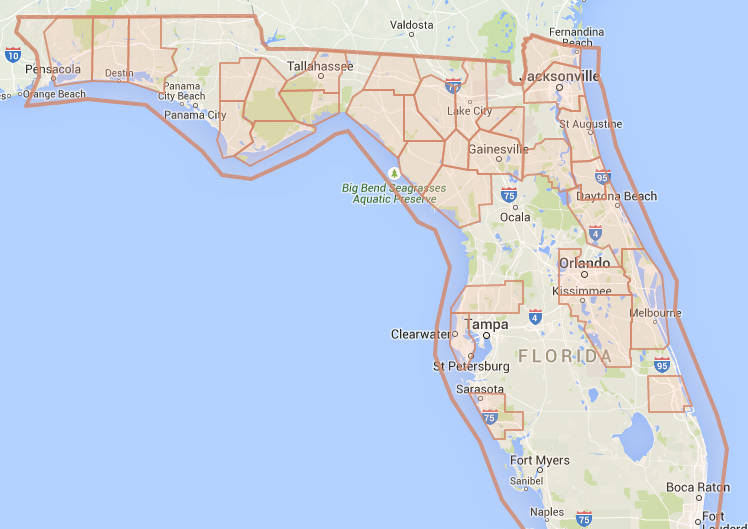 Valdosta
Fernandina
Beach
10
Pensacola
Destin
Tallahassee
Jacksonville
75
Orange Beach
Panama
City Beach
Panama City
Lake City
St Augustine
Gainesville
95
Big Bend Seagrasses
Aquatic Preserve
75
Daytona Beach
Ocala
4
Orlando
Kissimmee
Melbourne
4
Clearwater
Tampa
FLORIDA
St Petersburg
95
Sarasota
75
Fort Myers
Sanibel
Boca Raton
Naples
75
Fort